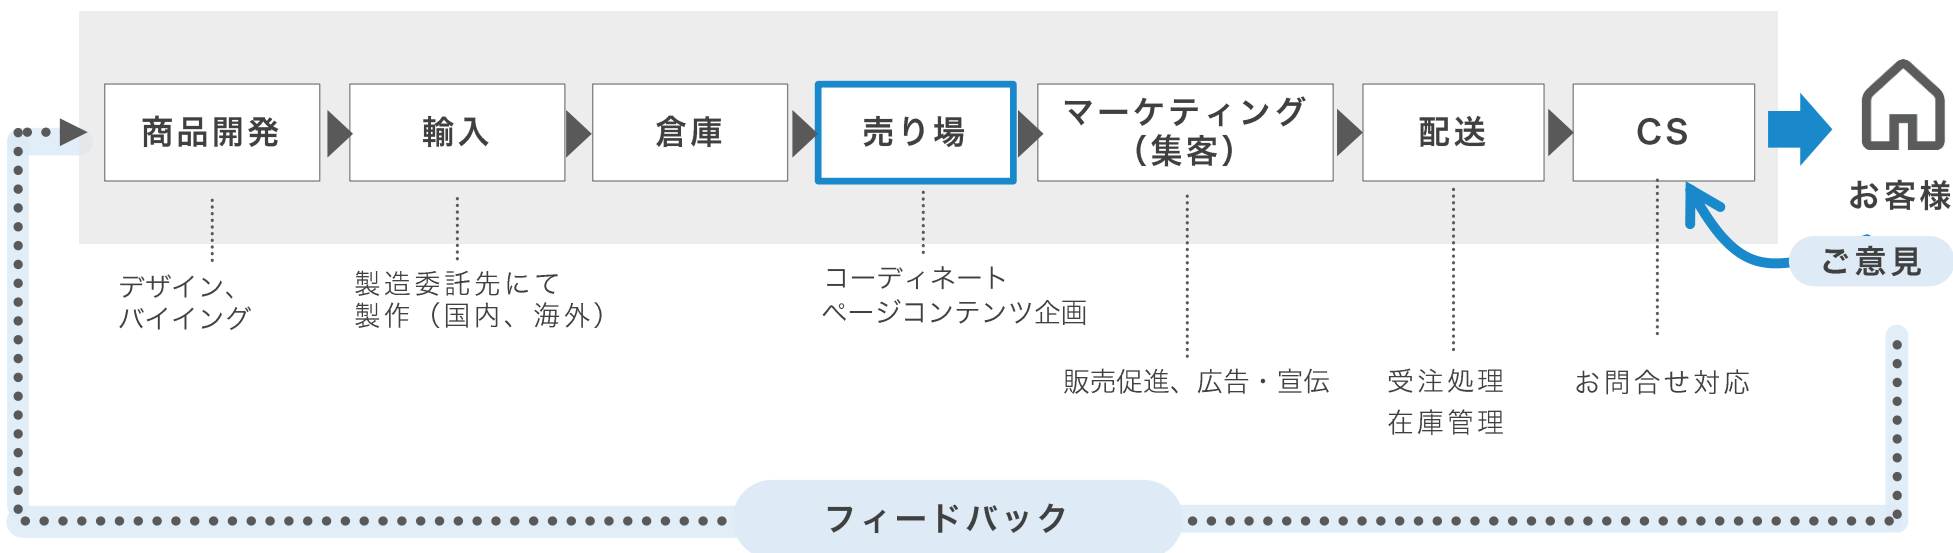 商品開発
輸入
倉庫
売り場
マーケティング
（集客）
配送
CS
お客様
ご意見
デザイン、
バイイング
製造委託先にて
製作（国内、海外）
コーディネート
ページコンテンツ企画
販売促進、広告・宣伝
受注処理
在庫管理
お問合せ対応
フィードバック